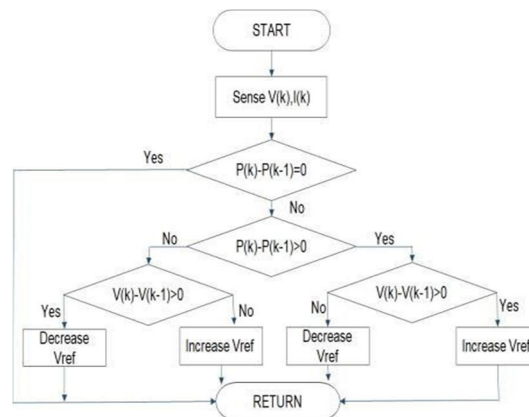 START
Sense V(k),I(k)
Yes
P(k)-P(k-1)=0
No
No
P(k)-P(k-1)>0
Yes
V(k)-V(k-1)>0
V(k)-V(k-1)>0
Yes
No
No
Yes
Decrease
Vref
Increase Vref
Decrease
Vref
Increase Vref
RETURN